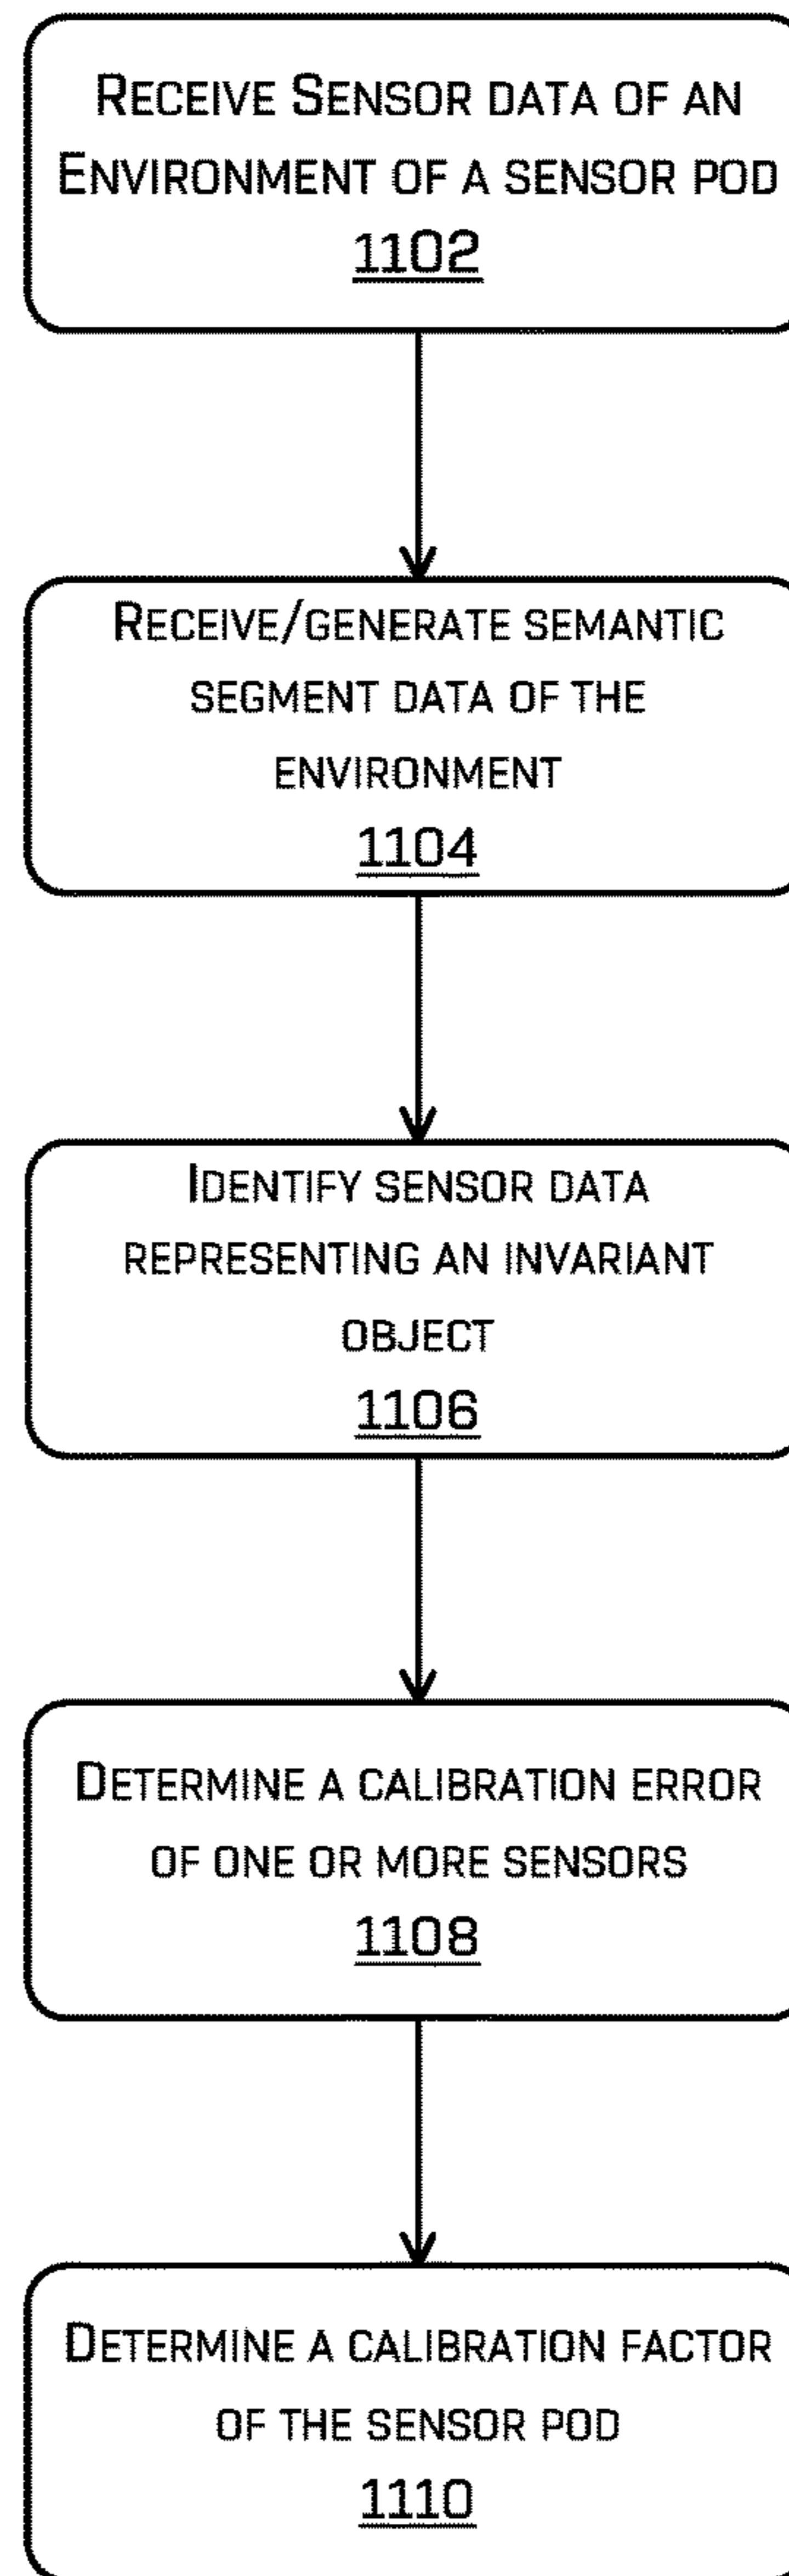 RECEIVE SENSOR DATA OF AN
ENVIRONMENT OF A SENSOR POD
1102
RECEIVE/GENERATE SEMANTIC
SEGMENT DATA OF THE
ENVIRONMENT
1104
IDENTIFY SENSOR DATA
REPRESENTING AN INVARIANT
OBJECT
1106
DETERMINE A CALIBRATION ERROR
OF ONE OR MORE SENSORS
1108
DETERMINE A CALIBRATION FACTOR
OF THE SENSOR POD
1110